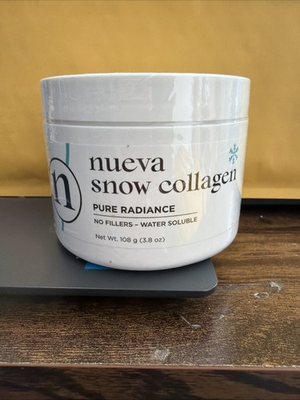 n
nueva
snow collagen
PURE RADIANCE
NO FILLERS – WATER SOLUBLE
Net Wt. 108 g (3.8 oz)